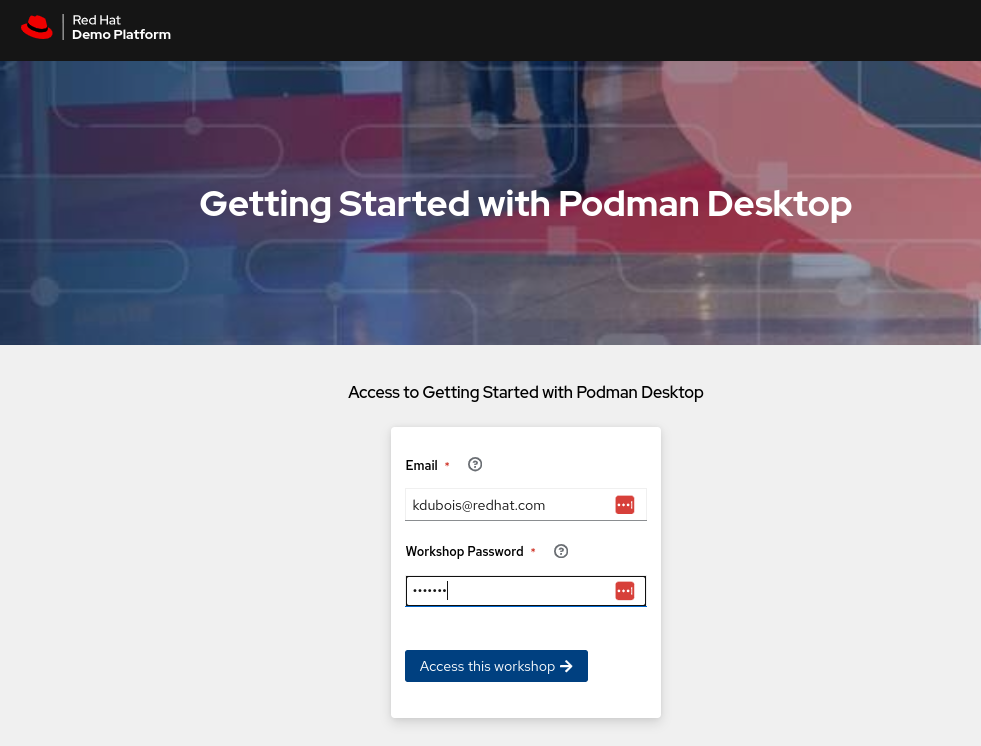 Red Hat
Demo Platform
Getting Started with Podman Desktop
Access to Getting Started with Podman Desktop
Email *
kdubois@redhat.com
Workshop Password *
•••••••
Access this workshop →